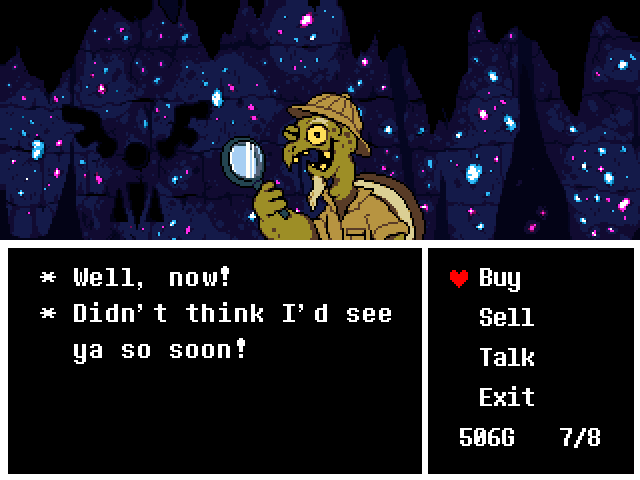 * Well, now!
* Didn't think I'd see
ya so soon!
Buy
Sell
Talk
Exit
506G 7/8